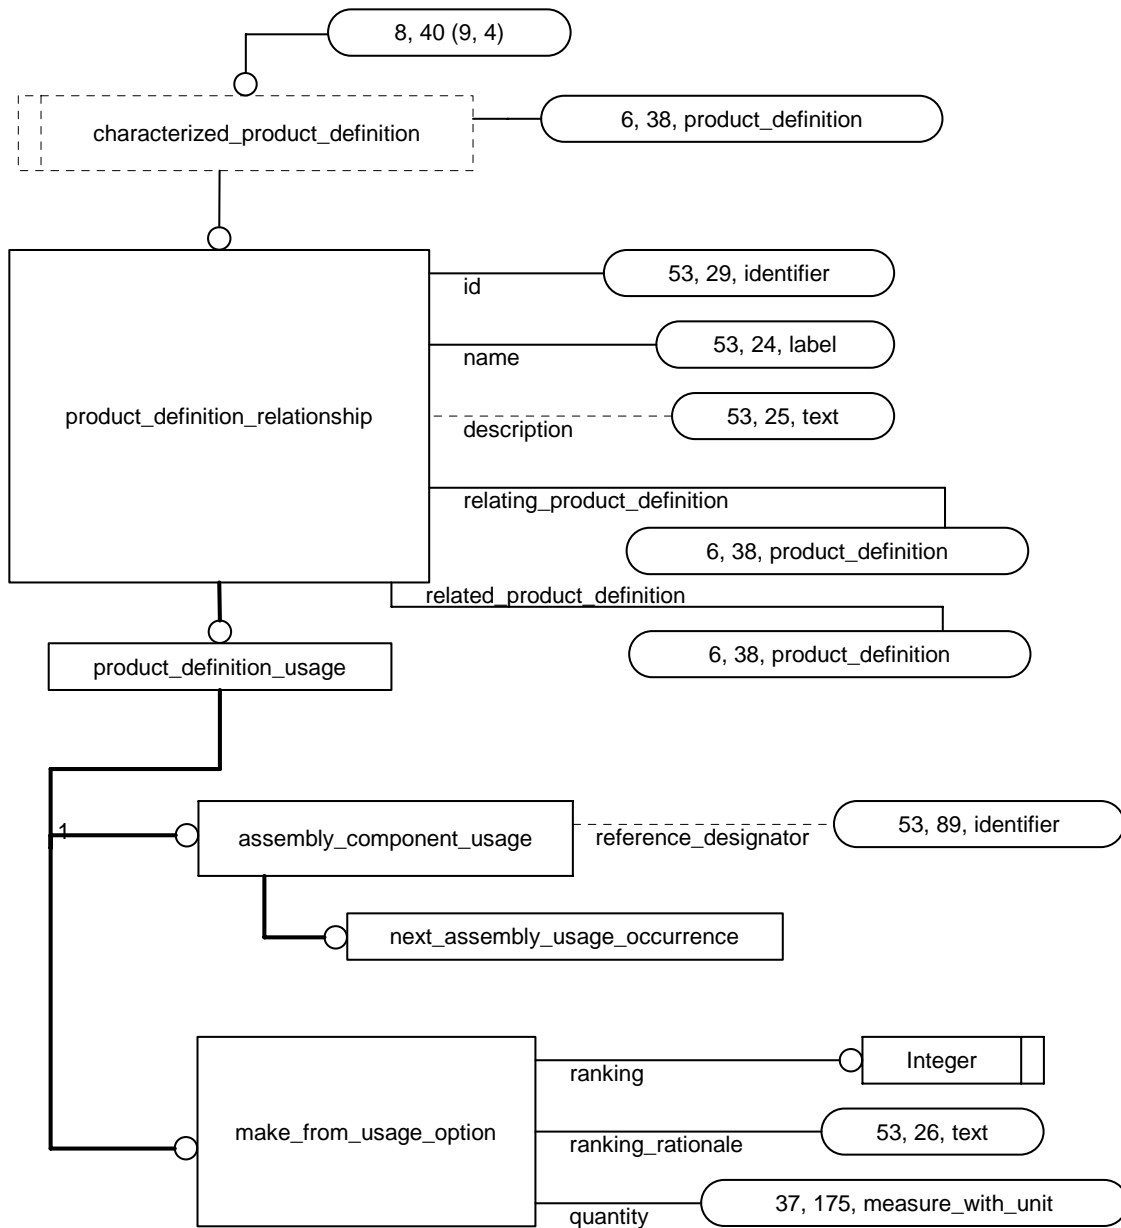 8, 40 (9, 4)
characterized_product_definition
6, 38, product_definition
53, 29, identifier
id
53, 24, label
name
product_definition_relationship
53, 25, text
description
relating_product_definition
6, 38, product_definition
related_product_definition
6, 38, product_definition
product_definition_usage
1
assembly_component_usage
reference_designator
53, 89, identifier
next_assembly_usage_occurrence
Integer
ranking
make_from_usage_option
53, 26, text
ranking_rationale
37, 175, measure_with_unit
quantity